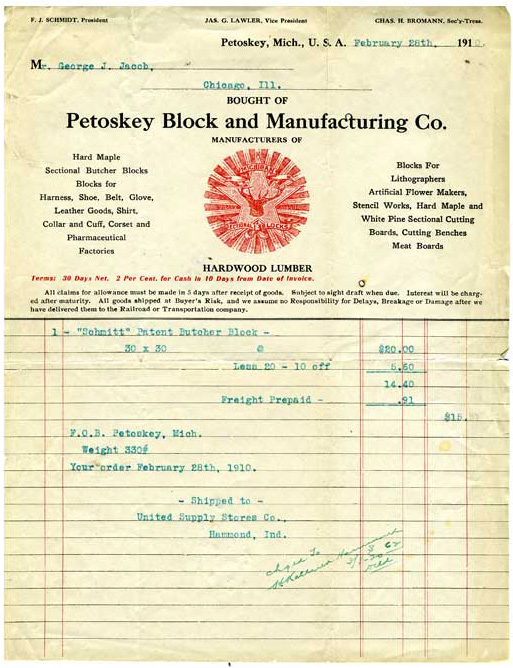 F. J. SCHMIDT, President JAS. G. LAWLER, Vice President CHAS. H. BROMANN, Sec'y-Treas.
Petoskey, Mich., U. S. A. February 28th, 1910.
Mr. George J. Jacob,
Chicago, Ill.
BOUGHT OF
Petoskey Block and Manufacturing Co.
MANUFACTURERS OF
Hard Maple
Sectional Butcher Blocks
Blocks for
Harness, Shoe, Belt, Glove,
Leather Goods, Shirt,
Collar and Cuff, Corset and
Pharmaceutical
Factories
MICHIGAN
SECTIONAL BLOCKS
Blocks For
Lithographers
Artificial Flower Makers,
Stencil Works, Hard Maple and
White Pine Sectional Cutting
Boards, Cutting Benches
Meat Boards
HARDWOOD LUMBER
Terms: 30 Days Net. 2 Per Cent. for Cash in 10 Days from Date of Invoice.
All claims for allowance must be made in 5 days after receipt of goods. Subject to sight draft when due. Interest will be charg-
ed after maturity. All goods shipped at Buyer's Risk, and we assume no Responsibility for Delays, Breakage or Damage after we
have delivered them to the Railroad or Transportation company.
1 - "Schmitt" Patent Butcher Block -
30 x 30 @ $20.00
Less 20 - 10 off 5.60
14.40
Freight Prepaid - .91
$15.
F.O.B. Petoskey, Mich.
Weight 330#
Your order February 28th, 1910.
- Shipped to -
United Supply Stores Co.,
Hammond, Ind.